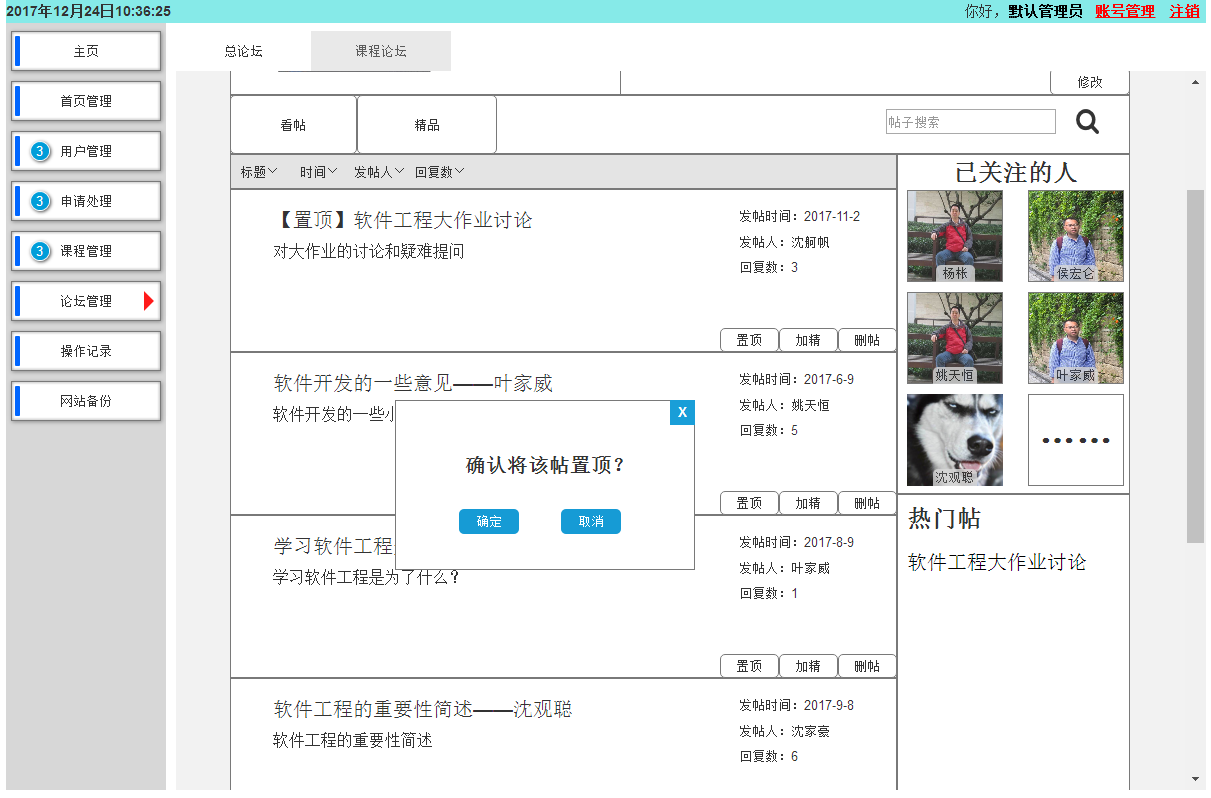 2017年12月24日10:36:25
你好，默认管理员 账号管理 注销
主页
首页管理
3 用户管理
3 申请处理
3 课程管理
论坛管理
操作记录
网站备份
总论坛 课程论坛
修改
看帖 精品 帖子搜索
标题 时间 发帖人 回复数
【置顶】软件工程大作业讨论
对大作业的讨论和疑难提问
发帖时间：2017-11-2
发帖人：沈舸帆
回复数：3
置顶 加精 删帖
软件开发的一些意见——叶家威
软件开发的一些小
发帖时间：2017-6-9
发帖人：姚天恒
回复数：5
置顶 加精 删帖
X
确认将该帖置顶？
确定 取消
学习软件工程
学习软件工程是为了什么？
发帖时间：2017-8-9
发帖人：叶家威
回复数：1
置顶 加精 删帖
软件工程的重要性简述——沈观聪
软件工程的重要性简述
发帖时间：2017-9-8
发帖人：沈家豪
回复数：6
已关注的人
杨枨 侯宏仑
姚天恒 叶家威
沈观聪 ······
热门帖
软件工程大作业讨论